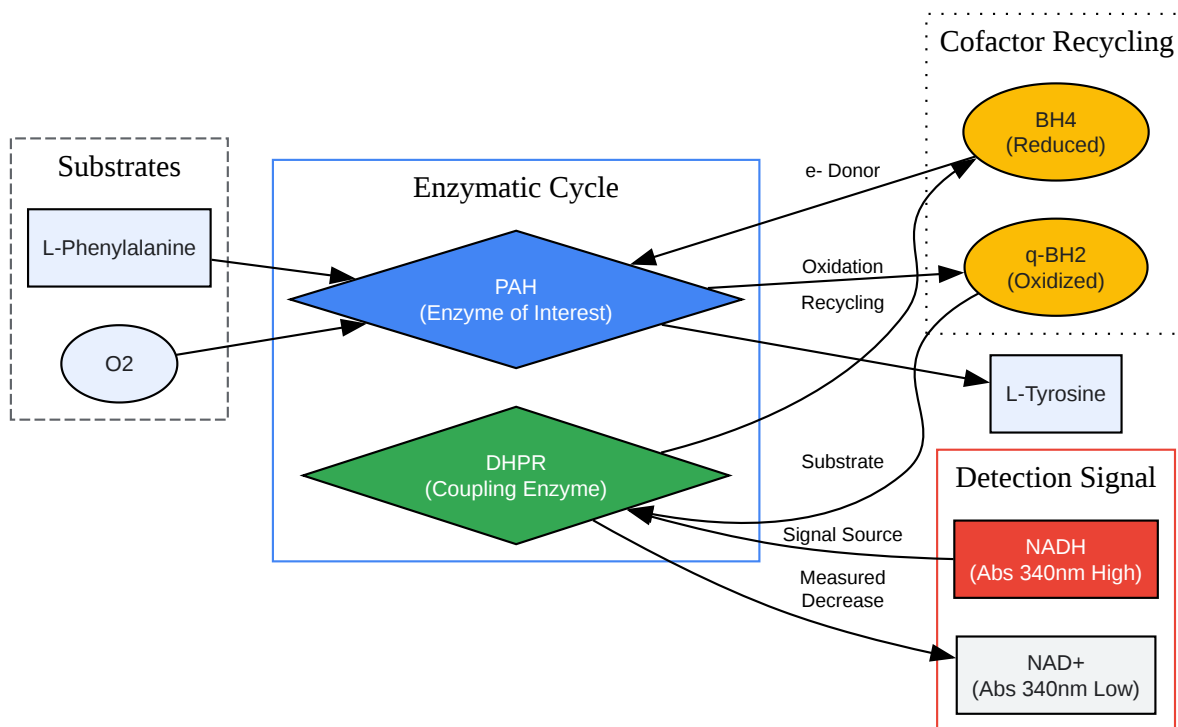 Substrates
L-Phenylalanine
O2
Enzymatic Cycle
PAH
(Enzyme of Interest)
DHPR
(Coupling Enzyme)
e- Donor
Oxidation
Recycling
Substrate
Signal Source
Measured
Decrease
Cofactor Recycling
BH4
(Reduced)
q-BH2
(Oxidized)
L-Tyrosine
Detection Signal
NADH
(Abs 340nm High)
NAD+
(Abs 340nm Low)